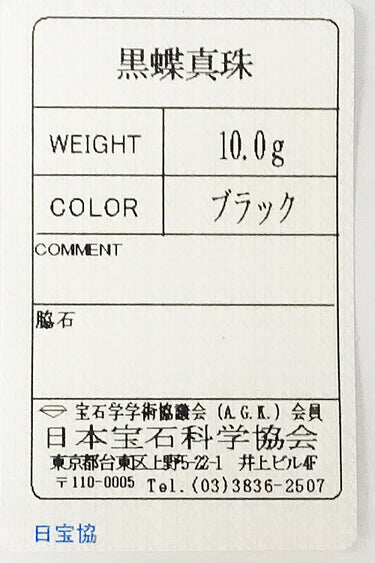 黒蝶真珠
WEIGHT 10.0g
COLOR ブラック
COMMENT
脇石
宝石学学術協議会 (A.G.K.) 会員
日本宝石科学協会
東京都台東区上野5-22-1 井上ビル4F
〒110-0005 Tel.(03)3836-2507
日宝協